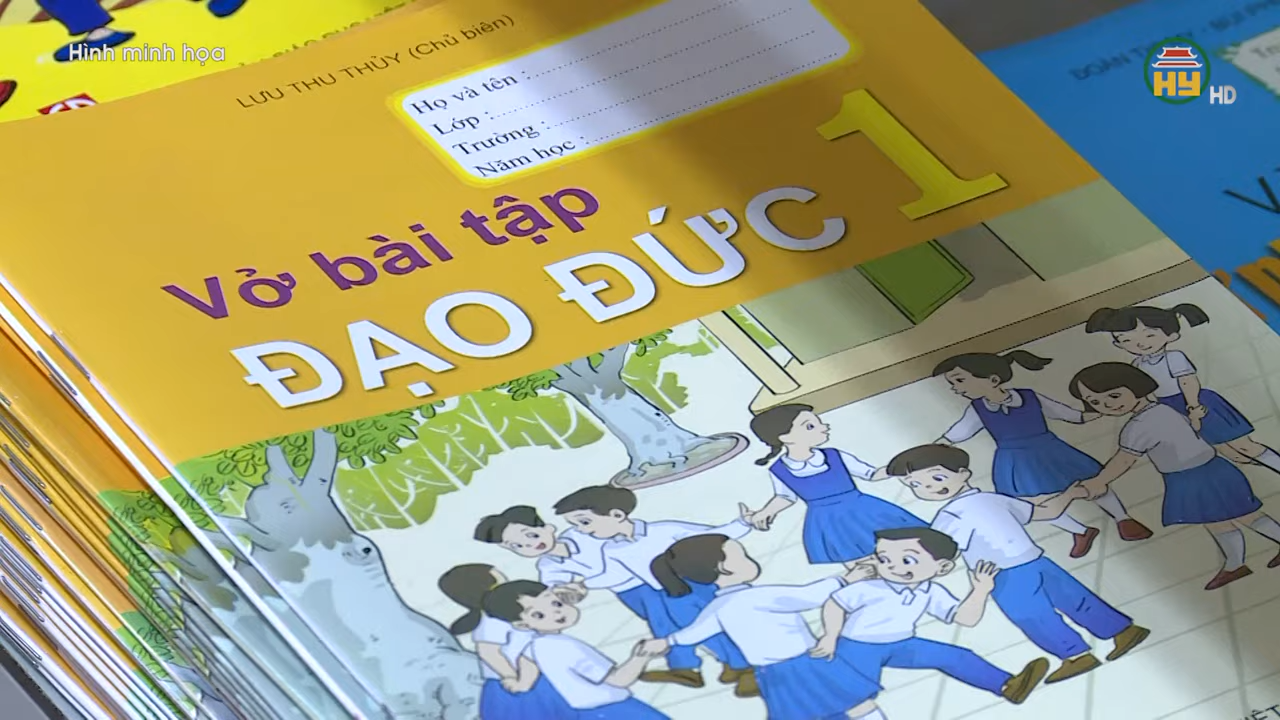 Hình minh họa
LƯU THU THỦY (Chủ biên)
Họ và tên :
Lớp :
Trường :
Năm học :
Vở bài tập
ĐẠO ĐỨC 1
HY HD